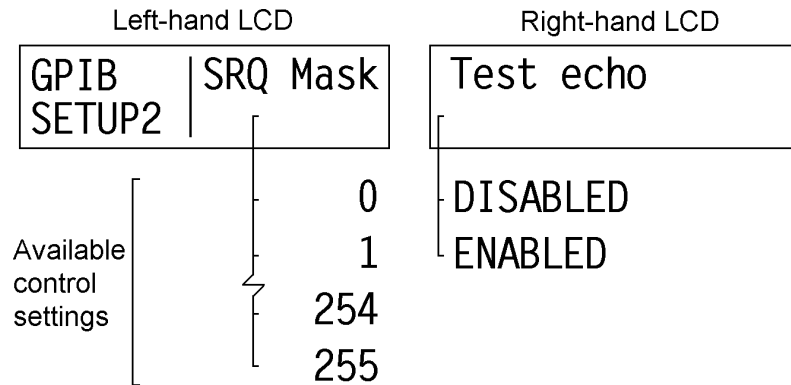 Left-hand LCD
Right-hand LCD
GPIB SETUP2
SRQ Mask
Test echo
Available control settings
0
1
254
255
DISABLED
ENABLED